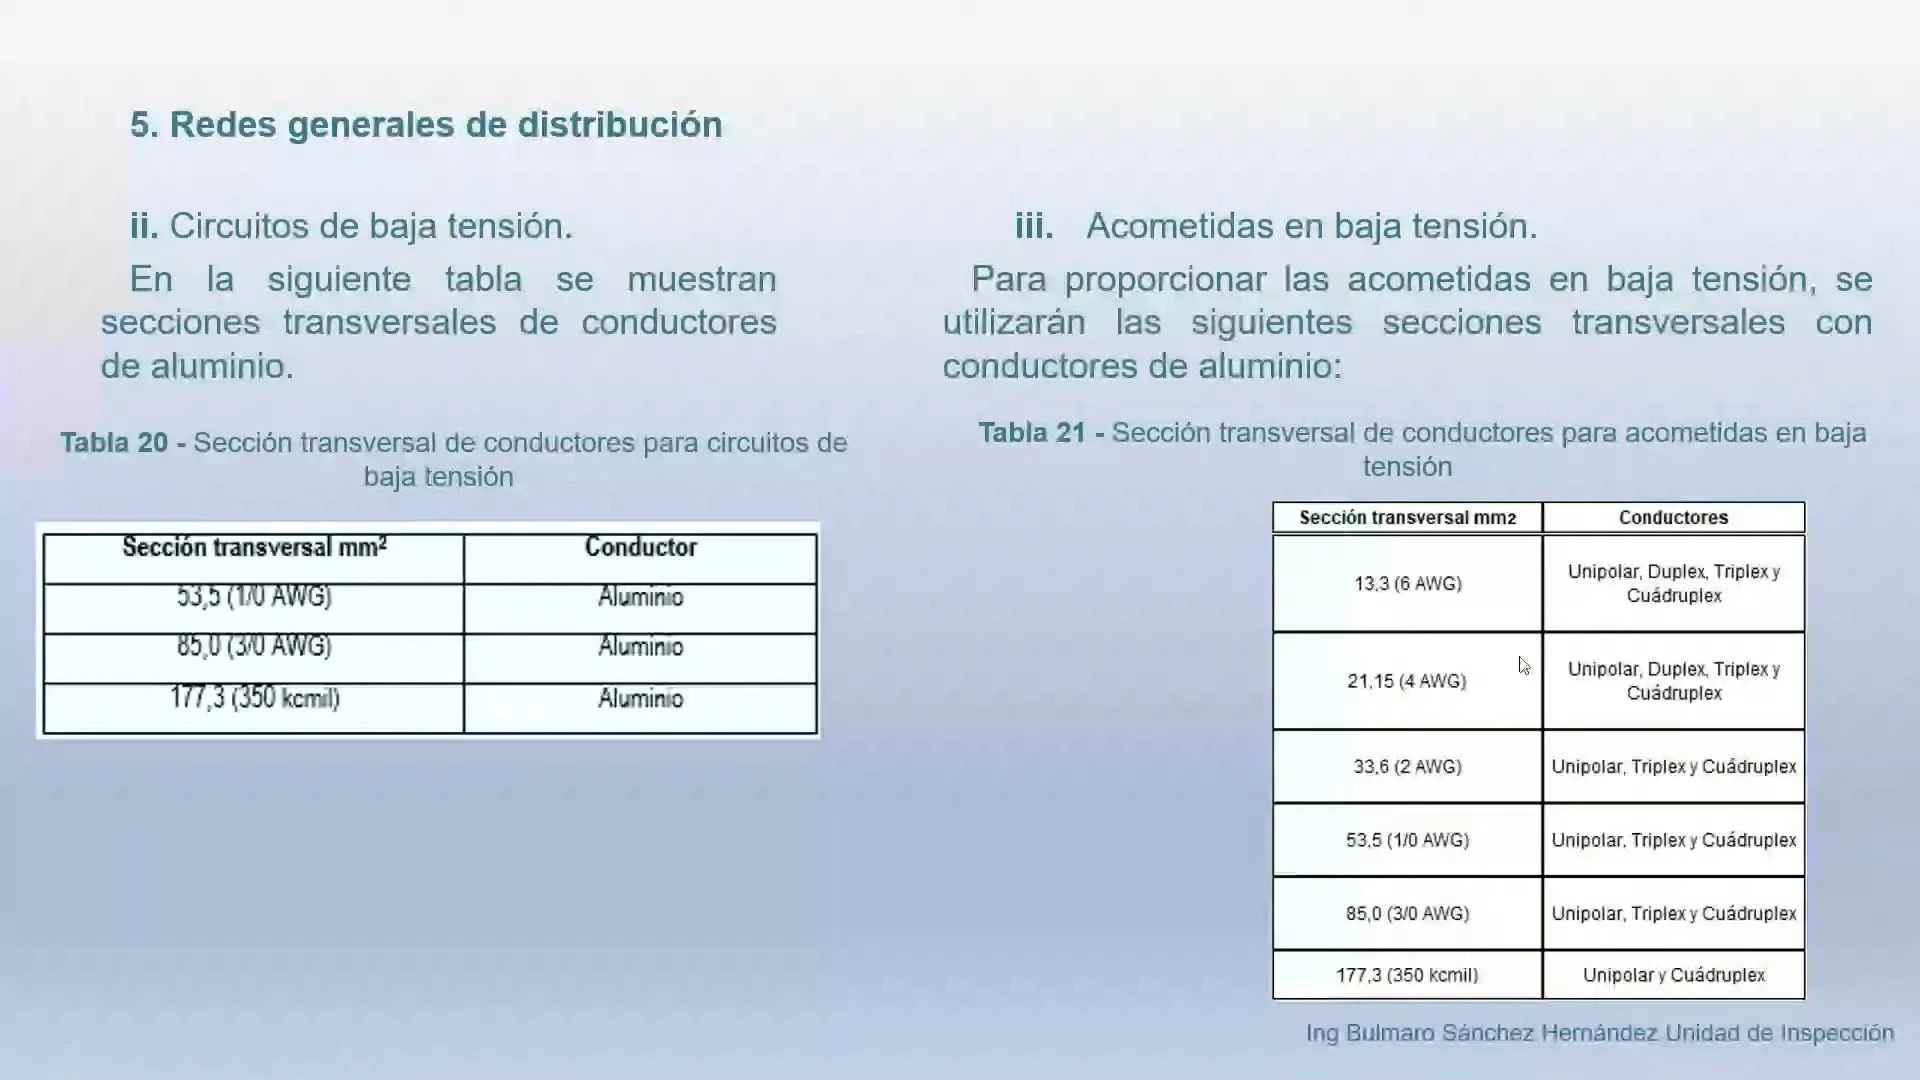 5. Redes generales de distribución
ii. Circuitos de baja tensión.
En la siguiente tabla se muestran
secciones transversales de conductores
de aluminio.
Tabla 20 - Sección transversal de conductores para circuitos de
baja tensión
Sección transversal mm² Conductor
53,5 (1/0 AWG) Aluminio
85,0 (3/0 AWG) Aluminio
177,3 (350 kcmil) Aluminio
iii. Acometidas en baja tensión.
Para proporcionar las acometidas en baja tensión, se
utilizarán las siguientes secciones transversales con
conductores de aluminio:
Tabla 21 - Sección transversal de conductores para acometidas en baja
tensión
Sección transversal mm2 Conductores
13,3 (6 AWG) Unipolar, Duplex, Triplex y
Cuádruplex
21,15 (4 AWG) Unipolar, Duplex, Triplex y
Cuádruplex
33,6 (2 AWG) Unipolar, Triplex y Cuádruplex
53,5 (1/0 AWG) Unipolar, Triplex y Cuádruplex
85,0 (3/0 AWG) Unipolar, Triplex y Cuádruplex
177,3 (350 kcmil) Unipolar y Cuádruplex
Ing Bulmaro Sánchez Hernández Unidad de Inspección